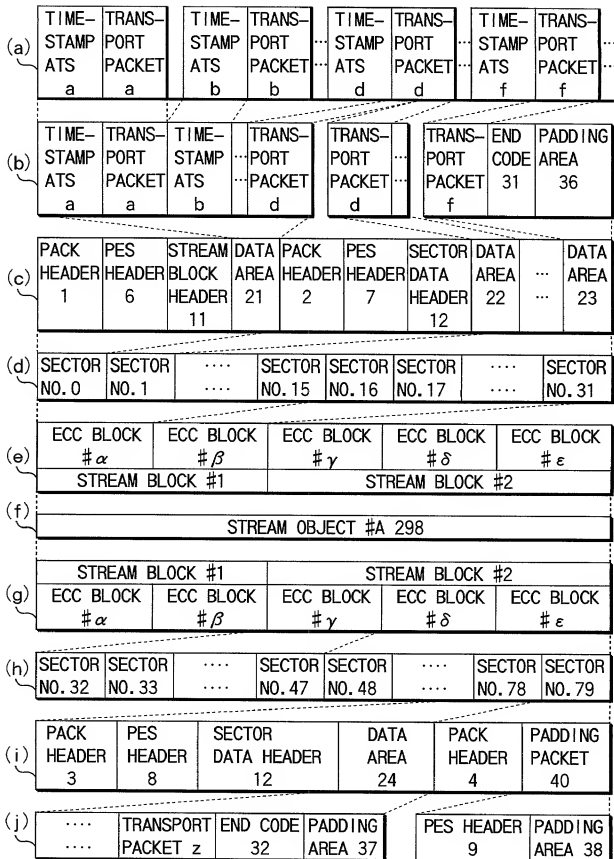 (a) TIME- TRANS- TIME- TRANS- TIME- TRANS- TIME- TRANS-
STAMP PORT STAMP PORT ... STAMP PORT ... STAMP PORT ...
ATS PACKET ATS PACKET ATS PACKET ATS PACKET
a a b b d d f f
(b) TIME- TRANS- TIME- TRANS- TRANS- TRANS- END PADDING
STAMP PORT STAMP ... PORT PORT ... PORT CODE AREA
ATS PACKET ATS PACKET PACKET PACKET 31 36
a a b d d f
(c) PACK PES STREAM DATA PACK PES SECTOR DATA DATA
HEADER HEADER BLOCK AREA HEADER HEADER DATA AREA ... AREA
1 6 HEADER 21 2 7 HEADER 22 ... 23
11 12
(d) SECTOR SECTOR .... SECTOR SECTOR SECTOR .... SECTOR
NO.0 NO.1 .... NO.15 NO.16 NO.17 .... NO.31
(e) ECC BLOCK ECC BLOCK ECC BLOCK ECC BLOCK ECC BLOCK
#α #β #γ #δ #ε
STREAM BLOCK #1 STREAM BLOCK #2
(f) STREAM OBJECT #A 298
(g) STREAM BLOCK #1 STREAM BLOCK #2
ECC BLOCK ECC BLOCK ECC BLOCK ECC BLOCK ECC BLOCK
#α #β #γ #δ #ε
(h) SECTOR SECTOR .... SECTOR SECTOR .... SECTOR SECTOR
NO.32 NO.33 .... NO.47 NO.48 .... NO.78 NO.79
(i) PACK PES SECTOR DATA PACK PADDING
HEADER HEADER DATA HEADER AREA HEADER PACKET
3 8 12 24 4 40
(j) .... TRANSPORT END CODE PADDING PES HEADER PADDING
.... PACKET z 32 AREA 37 9 AREA 38